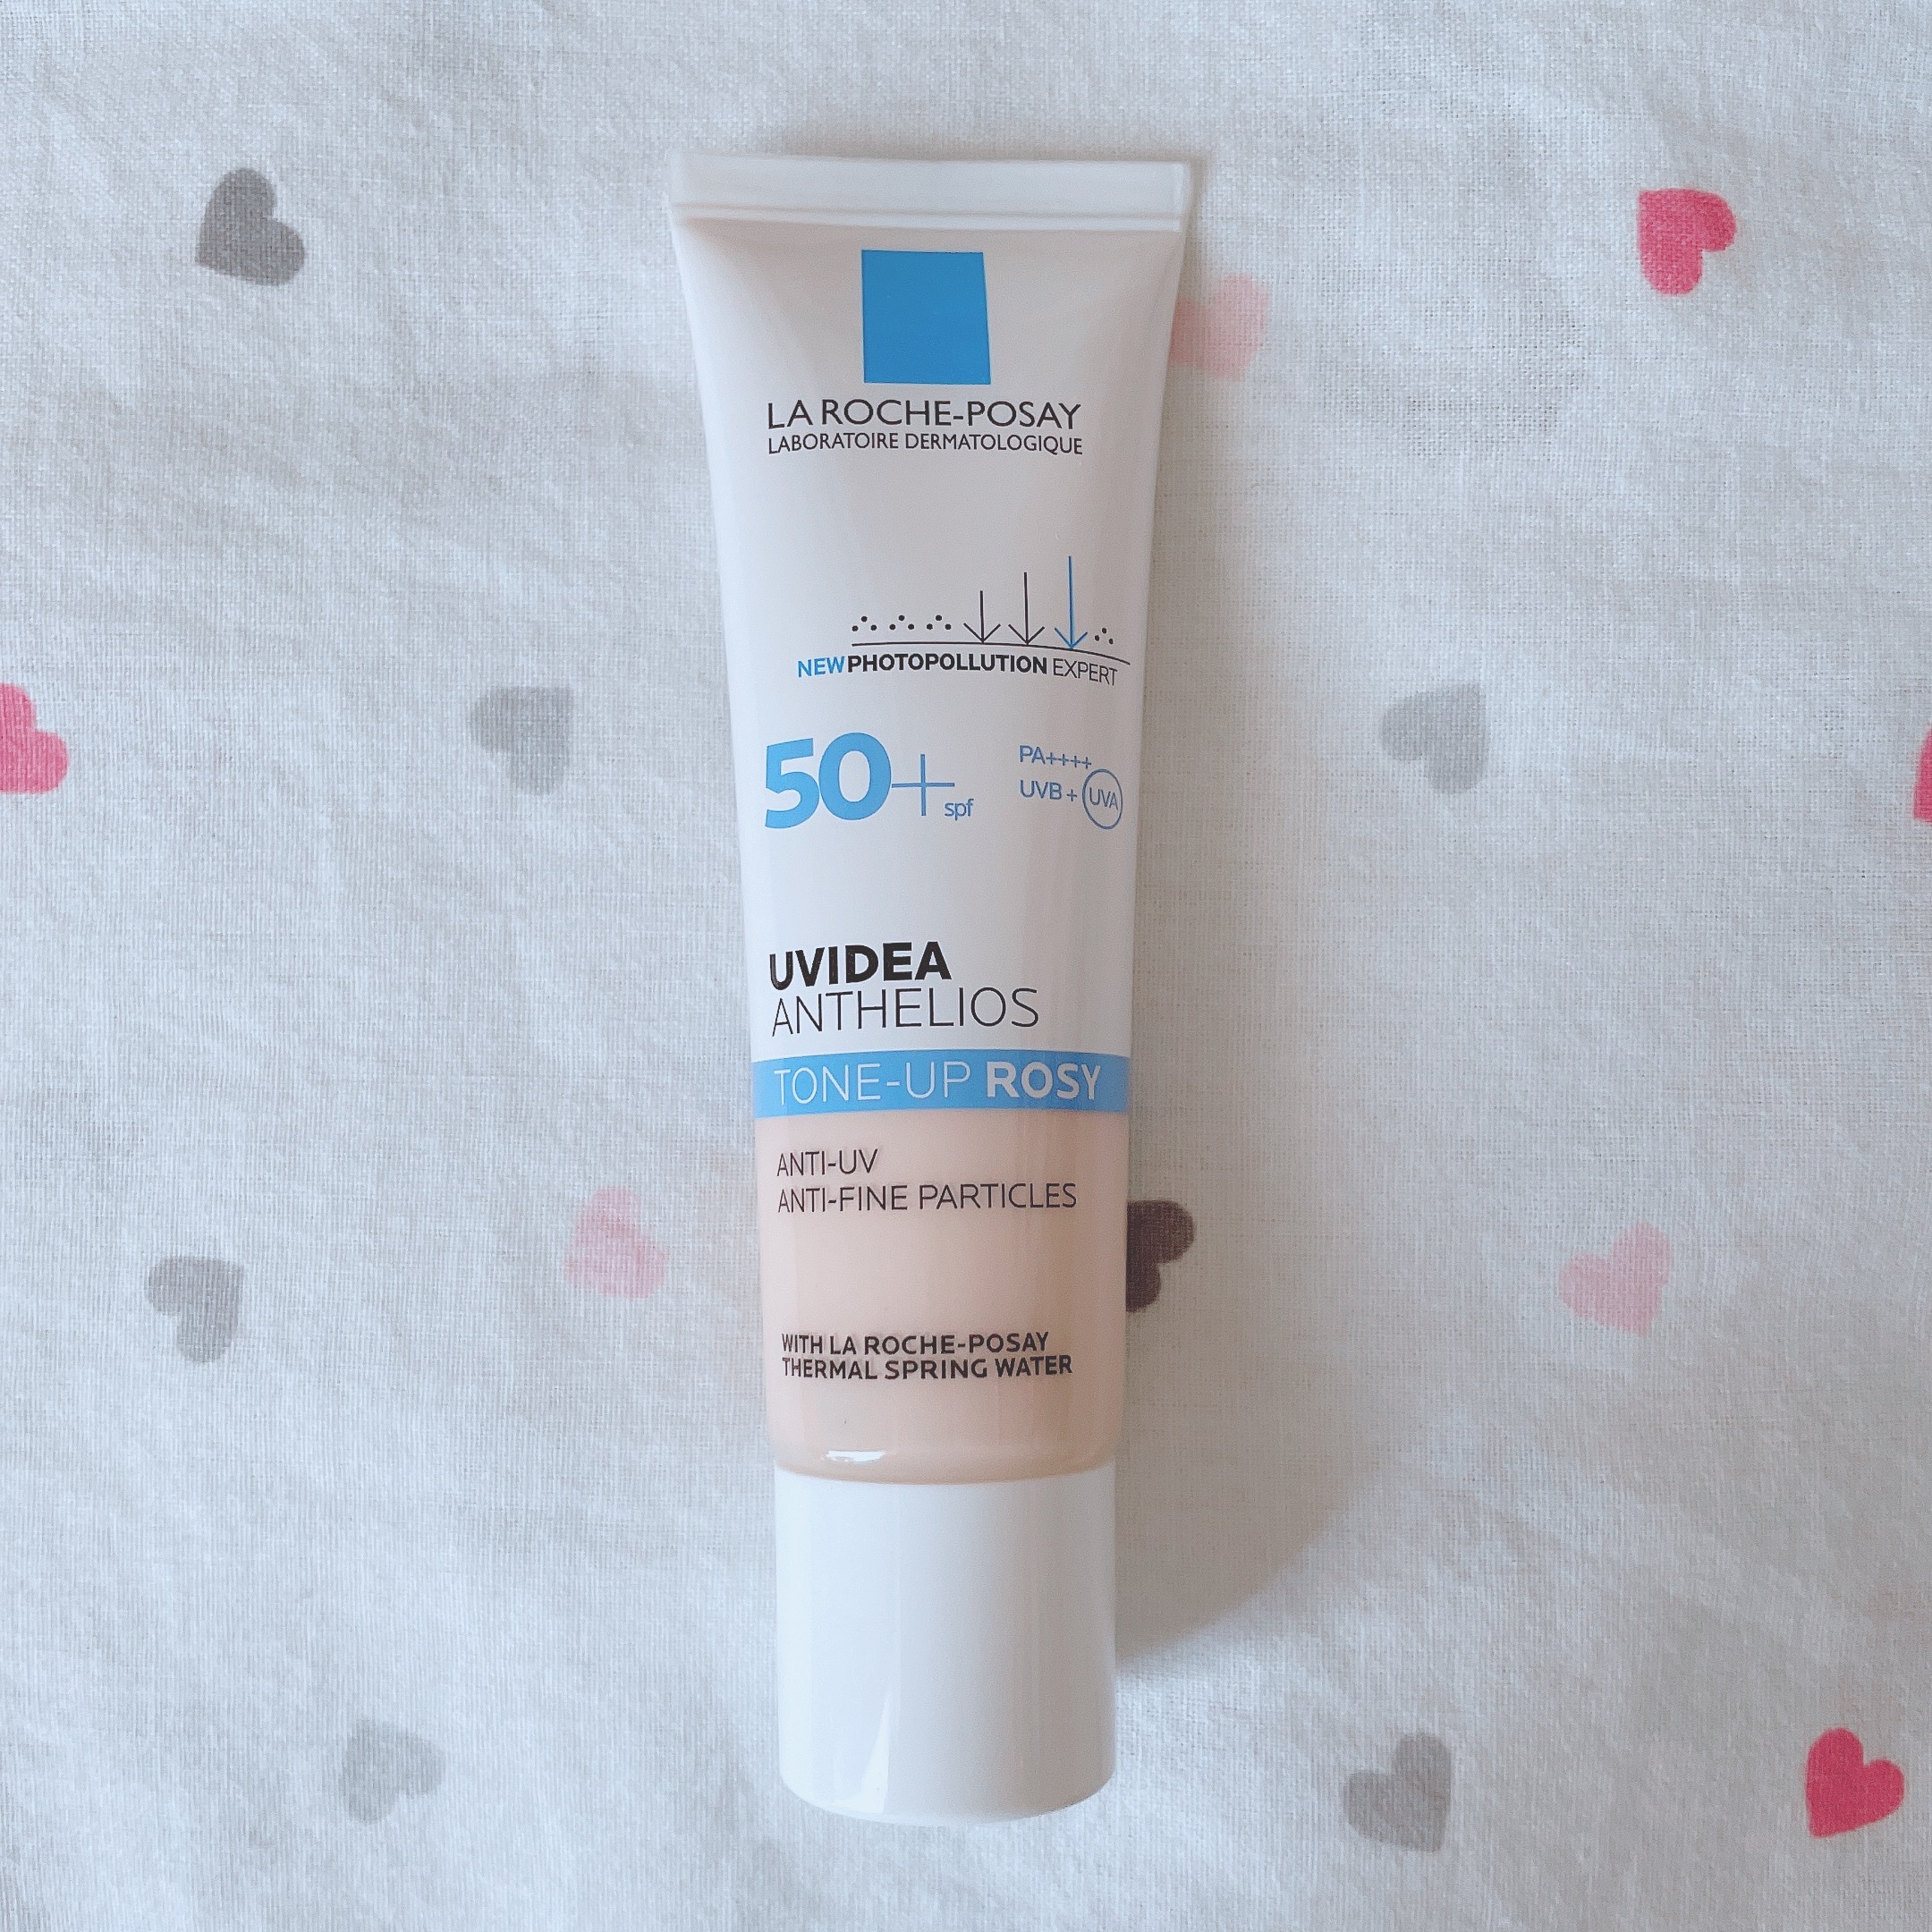 LA ROCHE-POSAY
LABORATOIRE DERMATOLOGIQUE
NEW PHOTOPOLLUTION EXPERT
50+ spf
PA++++
UVB + UVA
UVIDEA
ANTHELIOS
TONE-UP ROSY
ANTI-UV
ANTI-FINE PARTICLES
WITH LA ROCHE-POSAY
THERMAL SPRING WATER